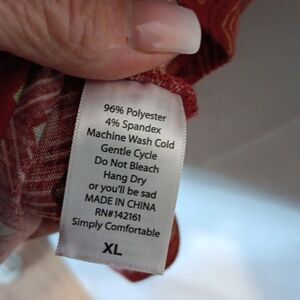 96% Polyester
4% Spandex
Machine Wash Cold
Gentle Cycle
Do Not Bleach
Hang Dry
or you'll be sad
MADE IN CHINA
RN#142161
Simply Comfortable
XL